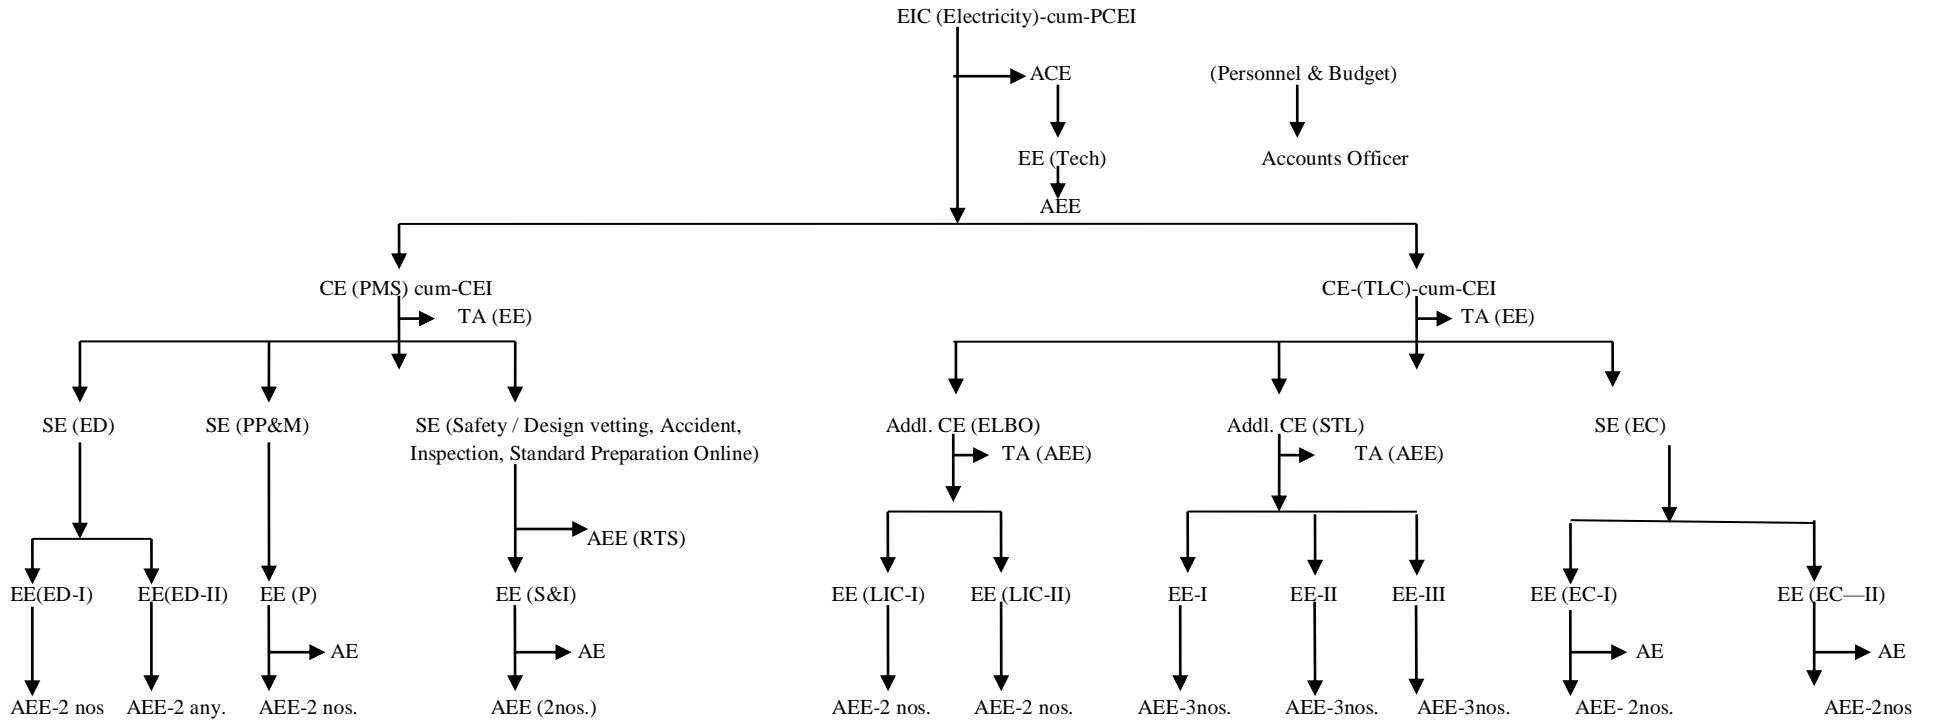 EIC (Electricity)-cum-PCEI
ACE
(Personnel & Budget)
EE (Tech)
Accounts Officer
AEE
CE (PMS) cum-CEI
CE-(TLC)-cum-CEI
TA (EE)
TA (EE)
SE (ED)
SE (PP&M)
SE (Safety / Design vetting, Accident,
Inspection, Standard Preparation Online)
Addl. CE (ELBO)
Addl. CE (STL)
SE (EC)
TA (AEE)
TA (AEE)
AEE (RTS)
EE(ED-I)
EE(ED-II)
EE (P)
EE (S&I)
EE (LIC-I)
EE (LIC-II)
EE-I
EE-II
EE-III
EE (EC-I)
EE (EC—II)
AE
AE
AE
AE
AEE-2 nos
AEE-2 any.
AEE-2 nos.
AEE (2nos.)
AEE-2 nos.
AEE-2 nos.
AEE-3nos.
AEE-3nos.
AEE-3nos.
AEE- 2nos.
AEE-2nos